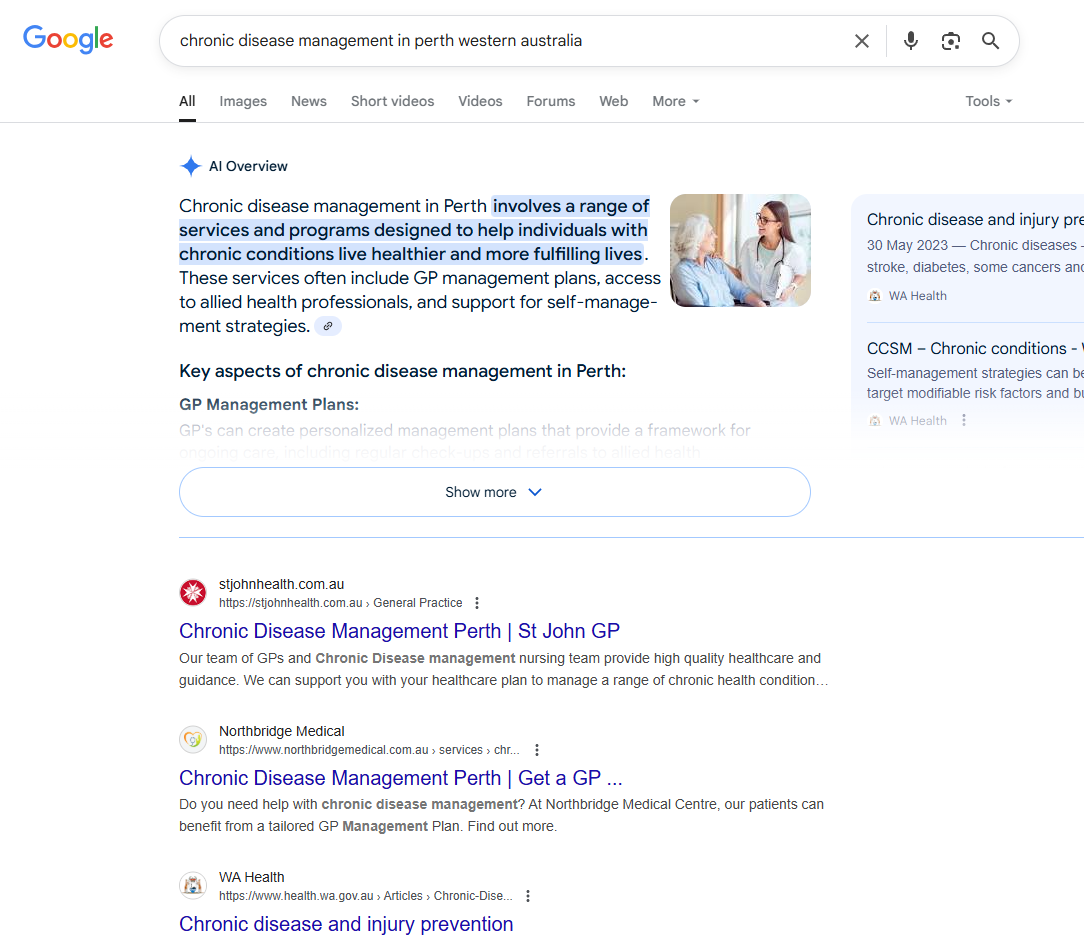 Google
chronic disease management in perth western australia
All Images News Short videos Videos Forums Web More Tools
AI Overview
Chronic disease management in Perth involves a range of
services and programs designed to help individuals with
chronic conditions live healthier and more fulfilling lives.
These services often include GP management plans, access
to allied health professionals, and support for self-manage-
ment strategies.
Key aspects of chronic disease management in Perth:
GP Management Plans:
GP's can create personalized management plans that provide a framework for
ongoing care, including regular check-ups and referrals to allied health
Show more
Chronic disease and injury pre
30 May 2023 — Chronic diseases -
stroke, diabetes, some cancers and
WA Health
CCSM – Chronic conditions - W
Self-management strategies can be
target modifiable risk factors and bu
WA Health
stjohnhealth.com.au
https://stjohnhealth.com.au › General Practice
Chronic Disease Management Perth | St John GP
Our team of GPs and Chronic Disease management nursing team provide high quality healthcare and
guidance. We can support you with your healthcare plan to manage a range of chronic health condition…
Northbridge Medical
https://www.northbridgemedical.com.au › services › chr...
Chronic Disease Management Perth | Get a GP ...
Do you need help with chronic disease management? At Northbridge Medical Centre, our patients can
benefit from a tailored GP Management Plan. Find out more.
WA Health
https://www.health.wa.gov.au › Articles › Chronic-Dise...
Chronic disease and injury prevention